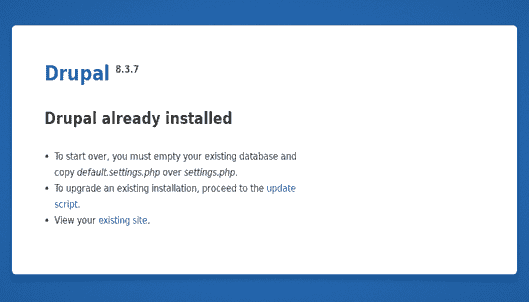 Drupal 8.3.7
Drupal already installed
• To start over, you must empty your existing database and
copy default.settings.php over settings.php.
• To upgrade an existing installation, proceed to the update
script.
• View your existing site.